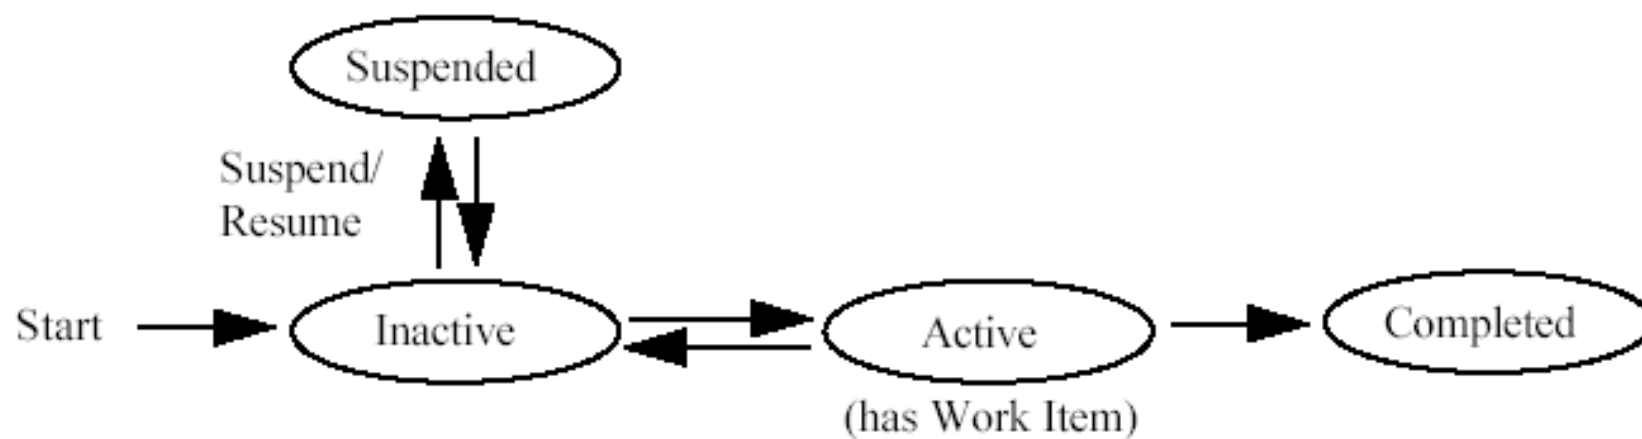 Suspended
Suspend/
Resume
Start
Inactive
Active
Completed
(has Work Item)